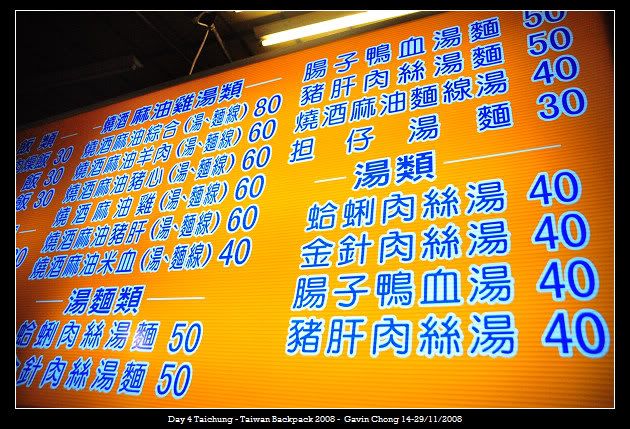 飯 30
飯 30
飯 30
燒酒麻油雞湯類
燒酒麻油綜合(湯、麵線) 80
燒酒麻油羊肉(湯、麵線) 60
燒酒麻油豬心(湯、麵線) 60
燒酒麻油雞(湯、麵線) 60
燒酒麻油豬肝(湯、麵線) 60
燒酒麻油米血(湯、麵線) 40
湯麵類
蛤蜊肉絲湯麵 50
金針肉絲湯麵 50
腸子鴨血湯麵 50
豬肝肉絲湯麵 50
燒酒麻油麵線湯 40
担仔湯麵 30
湯類
蛤蜊肉絲湯 40
金針肉絲湯 40
腸子鴨血湯 40
豬肝肉絲湯 40
Day 4 Taichung - Taiwan Backpack 2008 - Gavin Chong 14-29/11/2008